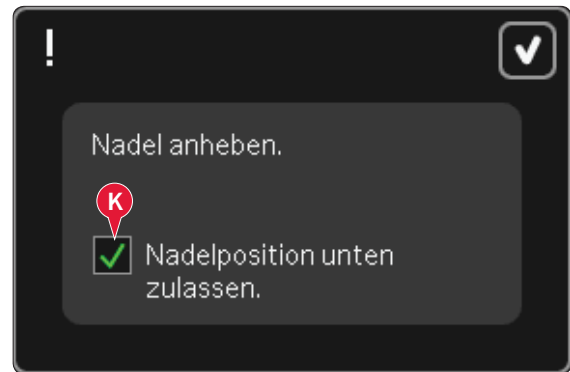 !
Nadel anheben.
K
Nadelposition unten
zulassen.